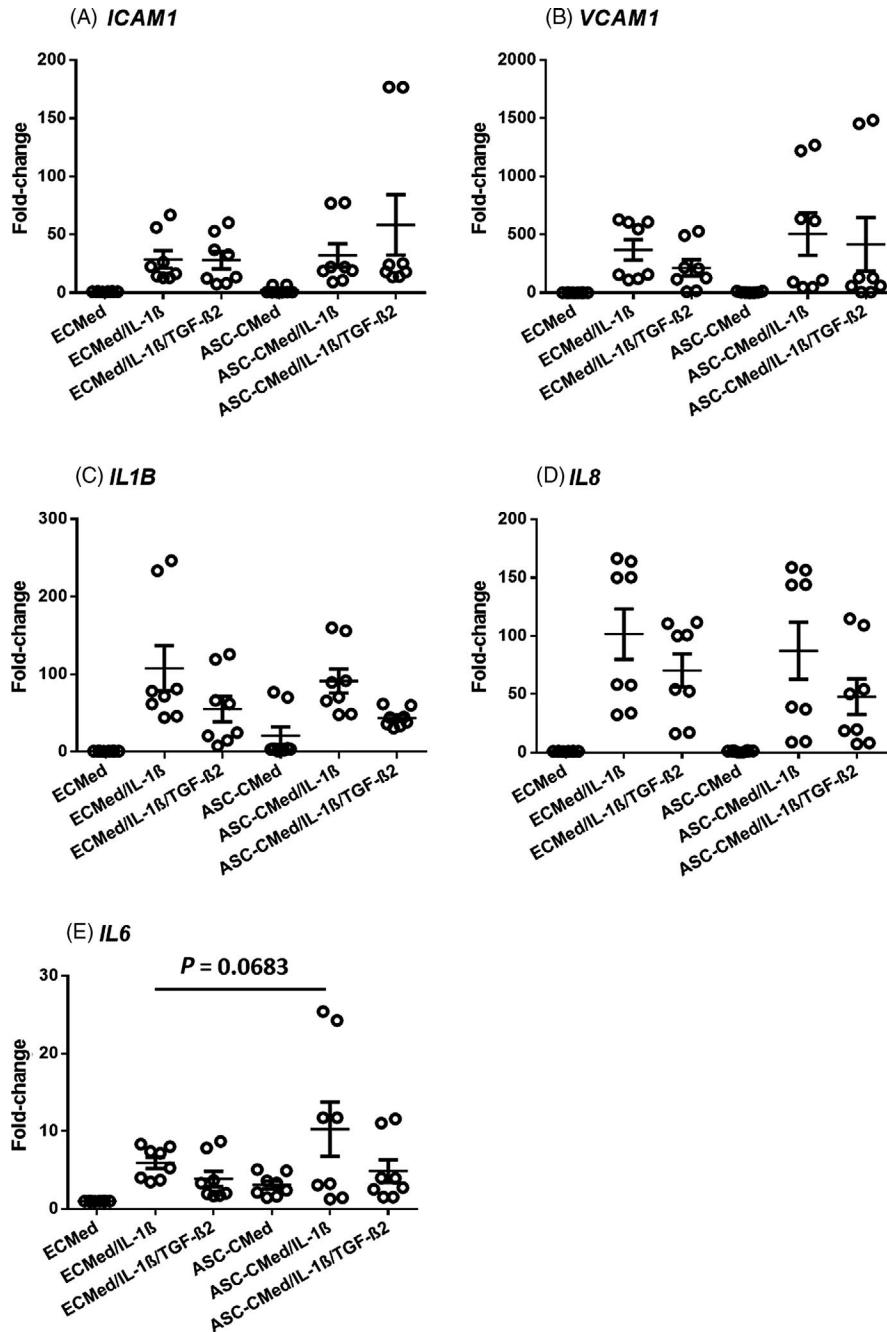 (A) ICAM1
200
150
100
50
0
Fold-change
ECMed
ECMed/IL-1ß
ECMed/IL-1ß/TGF-ß2
ASC-CMed
ASC-CMed/IL-1ß
ASC-CMed/IL-1ß/TGF-ß2
(B) VCAM1
2000
1500
1000
500
0
Fold-change
ECMed
ECMed/IL-1ß
ECMed/IL-1ß/TGF-ß2
ASC-CMed
ASC-CMed/IL-1ß
ASC-CMed/IL-1ß/TGF-ß2
(C) IL1B
300
200
100
0
Fold-change
ECMed
ECMed/IL-1ß
ECMed/IL-1ß/TGF-ß2
ASC-CMed
ASC-CMed/IL-1ß
ASC-CMed/IL-1ß/TGF-ß2
(D) IL8
200
150
100
50
0
Fold-change
ECMed
ECMed/IL-1ß
ECMed/IL-1ß/TGF-ß2
ASC-CMed
ASC-CMed/IL-1ß
ASC-CMed/IL-1ß/TGF-ß2
(E) IL6
P = 0.0683
30
20
10
0
Fold-change
ECMed
ECMed/IL-1ß
ECMed/IL-1ß/TGF-ß2
ASC-CMed
ASC-CMed/IL-1ß
ASC-CMed/IL-1ß/TGF-ß2